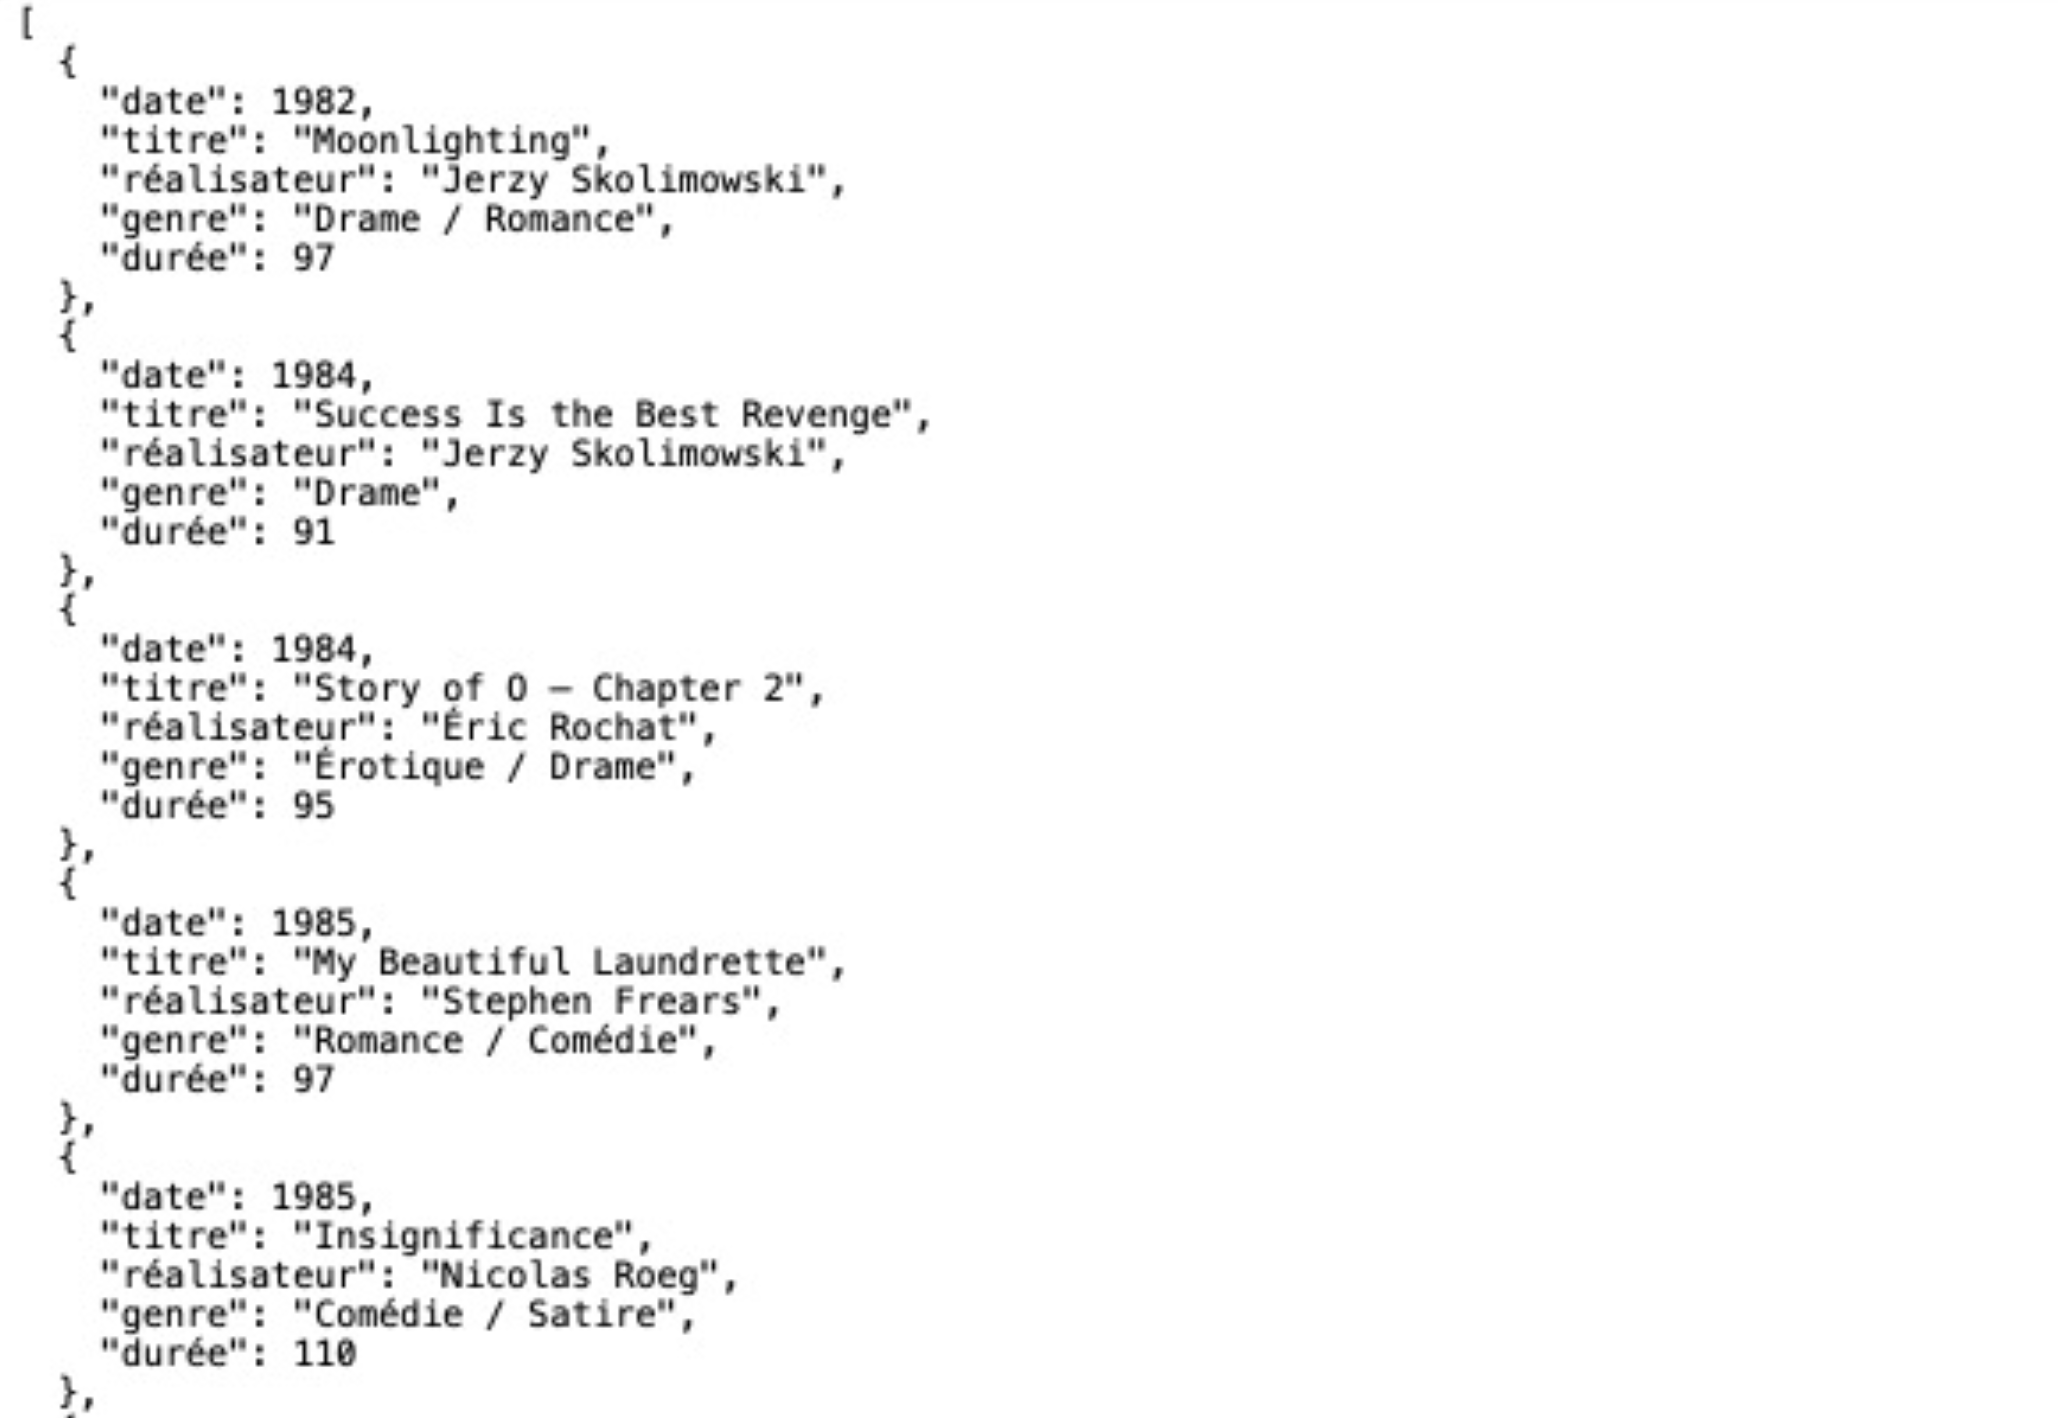 [
  {
    "date": 1982,
    "titre": "Moonlighting",
    "réalisateur": "Jerzy Skolimowski",
    "genre": "Drame / Romance",
    "durée": 97
  },
  {
    "date": 1984,
    "titre": "Success Is the Best Revenge",
    "réalisateur": "Jerzy Skolimowski",
    "genre": "Drame",
    "durée": 91
  },
  {
    "date": 1984,
    "titre": "Story of O – Chapter 2",
    "réalisateur": "Éric Rochat",
    "genre": "Érotique / Drame",
    "durée": 95
  },
  {
    "date": 1985,
    "titre": "My Beautiful Laundrette",
    "réalisateur": "Stephen Frears",
    "genre": "Romance / Comédie",
    "durée": 97
  },
  {
    "date": 1985,
    "titre": "Insignificance",
    "réalisateur": "Nicolas Roeg",
    "genre": "Comédie / Satire",
    "durée": 110
  },